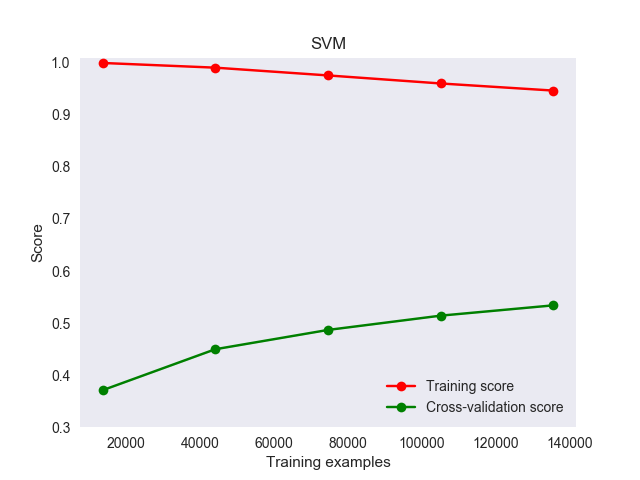 SVM
1.0
0.9
0.8
0.7
0.6
0.5
0.4
0.3
Score
Training score
Cross-validation score
20000 40000 60000 80000 100000 120000 140000
Training examples